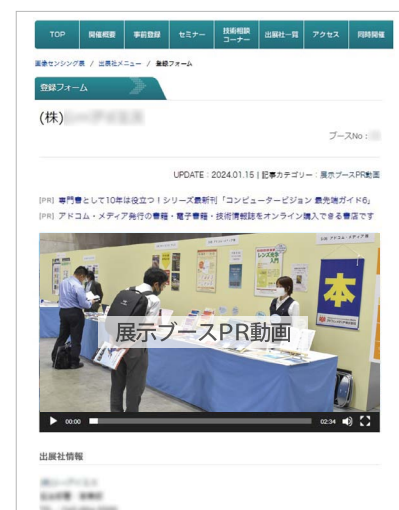 TOP 開催概要 事前登録 セミナー 技術相談コーナー 出展社一覧 アクセス 同時開催
画像センシング展 / 出展社メニュー / 登録フォーム
登録フォーム
(株)
ブースNo :
UPDATE : 2024.01.15 | 記事カテゴリー : 展示ブースPR動画
[PR] 専門書として10年は役立つ！シリーズ最新刊「コンピュータービジョン 最先端ガイド6」
[PR] アドコム・メディア発行の書籍・電子書籍・技術情報誌をオンライン購入できる書店です
レンズ光学入門
本
展示ブースPR動画
00:00 02:34
出展社情報